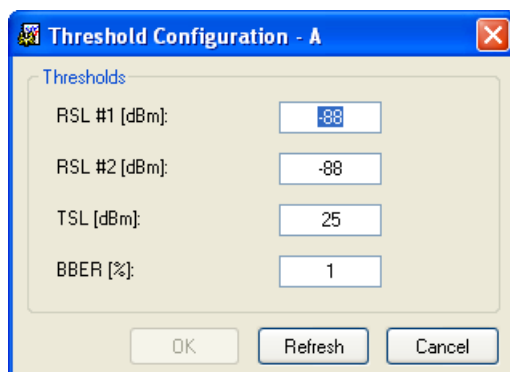 Threshold Configuration - A
Thresholds
RSL #1 [dBm]: -88
RSL #2 [dBm]: -88
TSL [dBm]: 25
BBER [%]: 1
OK Refresh Cancel